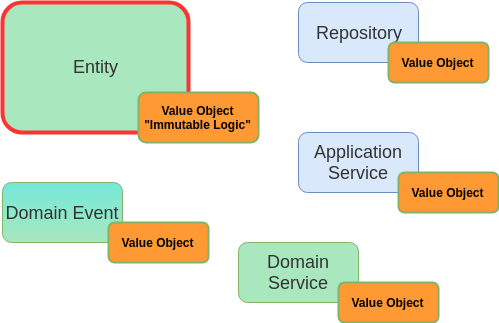 Entity
Value Object
"Immutable Logic"
Repository
Value Object
Application
Service
Value Object
Domain Event
Value Object
Domain
Service
Value Object